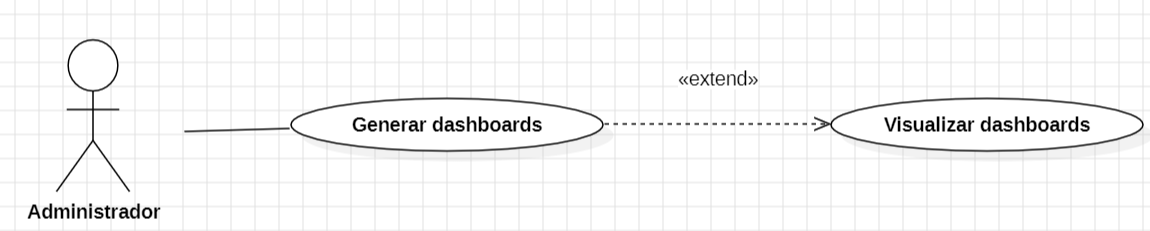 «extend»
Generar dashboards
Visualizar dashboards
Administrador